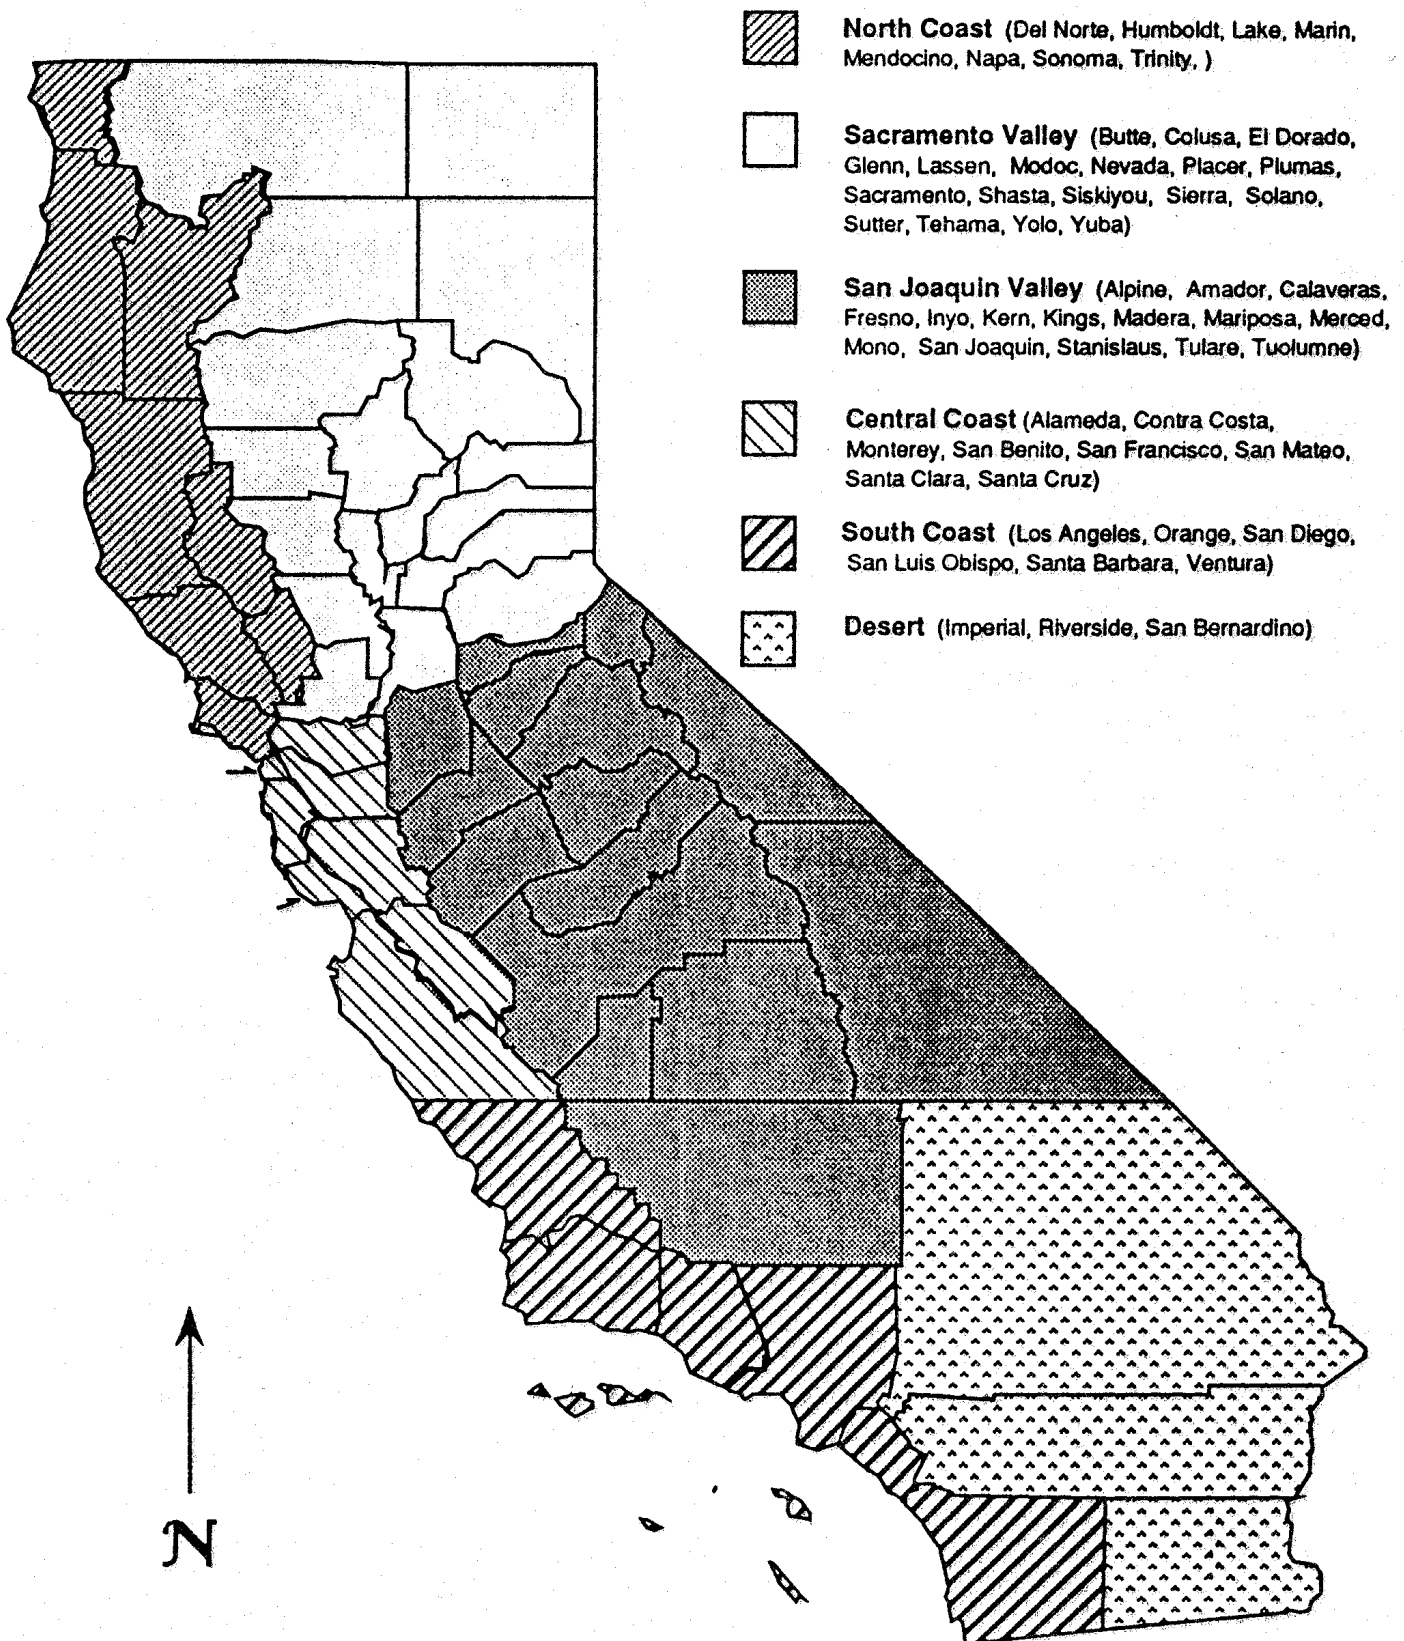 North Coast (Del Norte, Humboldt, Lake, Marin,
Mendocino, Napa, Sonoma, Trinity, )
Sacramento Valley (Butte, Colusa, El Dorado,
Glenn, Lassen, Modoc, Nevada, Placer, Plumas,
Sacramento, Shasta, Siskiyou, Sierra, Solano,
Sutter, Tehama, Yolo, Yuba)
San Joaquin Valley (Alpine, Amador, Calaveras,
Fresno, Inyo, Kern, Kings, Madera, Mariposa, Merced,
Mono, San Joaquin, Stanislaus, Tulare, Tuolumne)
Central Coast (Alameda, Contra Costa,
Monterey, San Benito, San Francisco, San Mateo,
Santa Clara, Santa Cruz)
South Coast (Los Angeles, Orange, San Diego,
San Luis Obispo, Santa Barbara, Ventura)
Desert (Imperial, Riverside, San Bernardino)
N